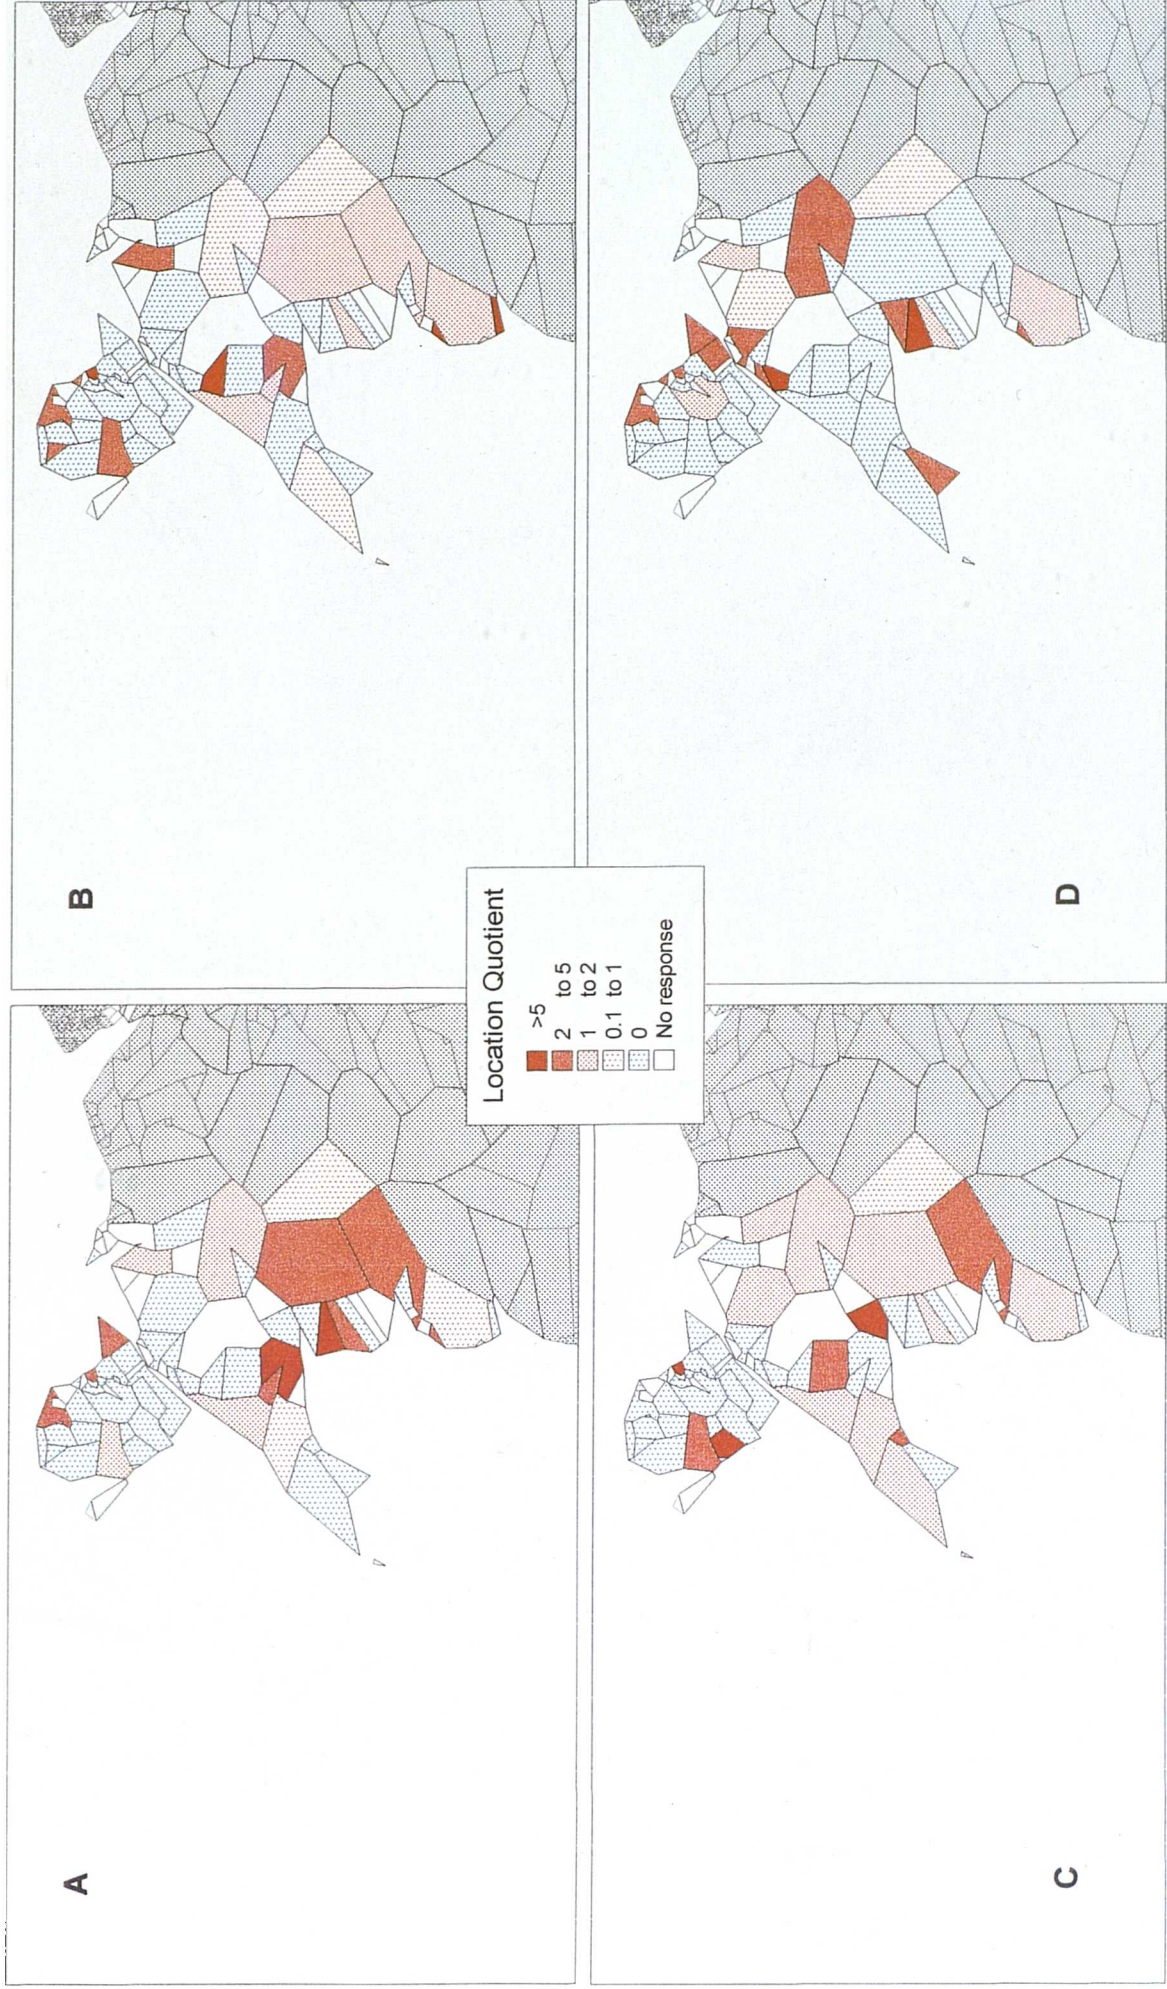 A
B
Location Quotient
>5
2 to 5
1 to 2
0.1 to 1
0
No response
C
D